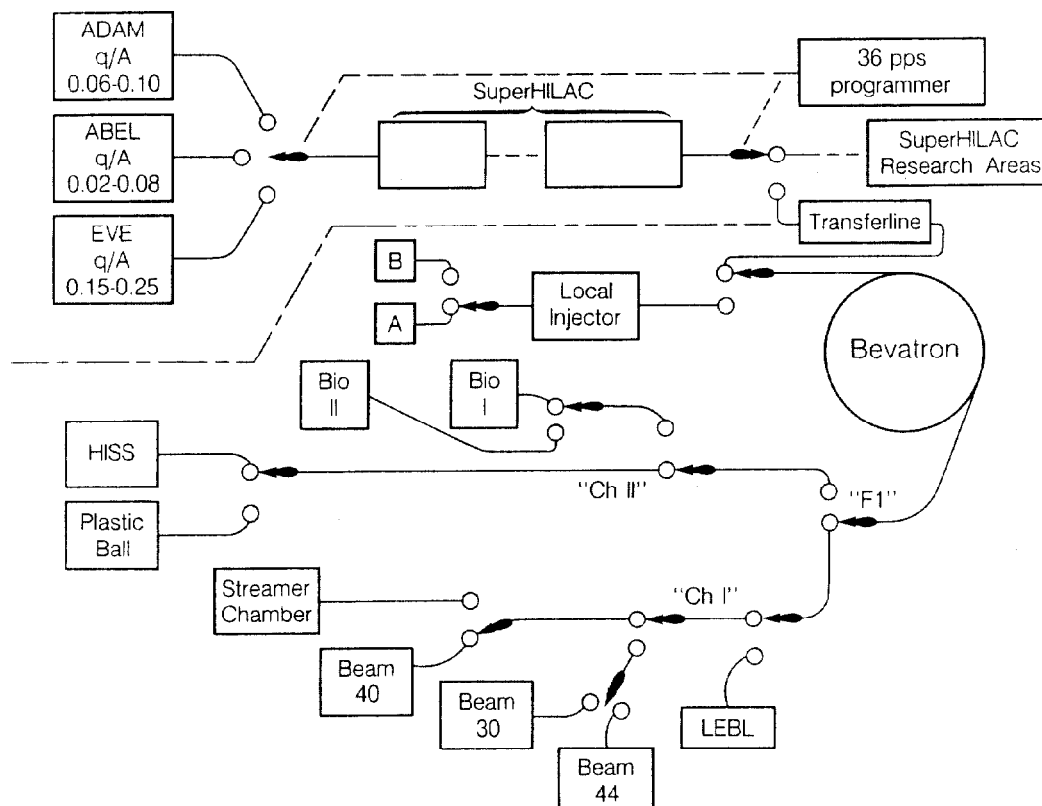 ADAM
q/A
0.06-0.10
ABEL
q/A
0.02-0.08
EVE
q/A
0.15-0.25
SuperHILAC
36 pps
programmer
SuperHILAC
Research Areas
Transferline
B
A
Local
Injector
Bevatron
Bio
II
Bio
I
HISS
Plastic
Ball
"Ch II"
"F1"
Streamer
Chamber
"Ch I"
Beam
40
Beam
30
Beam
44
LEBL